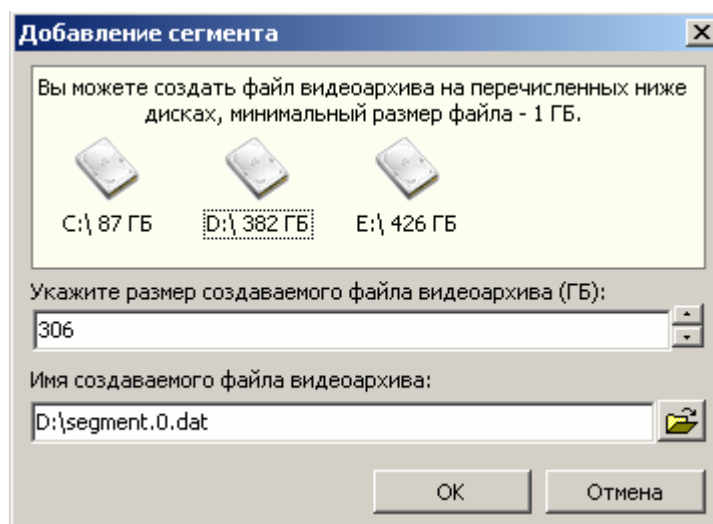 Добавление сегмента
Вы можете создать файл видеоархива на перечисленных ниже
дисках, минимальный размер файла - 1 ГБ.
C:\ 87 ГБ D:\ 382 ГБ E:\ 426 ГБ
Укажите размер создаваемого файла видеоархива (ГБ):
306
Имя создаваемого файла видеоархива:
D:\segment.0.dat
OK Отмена